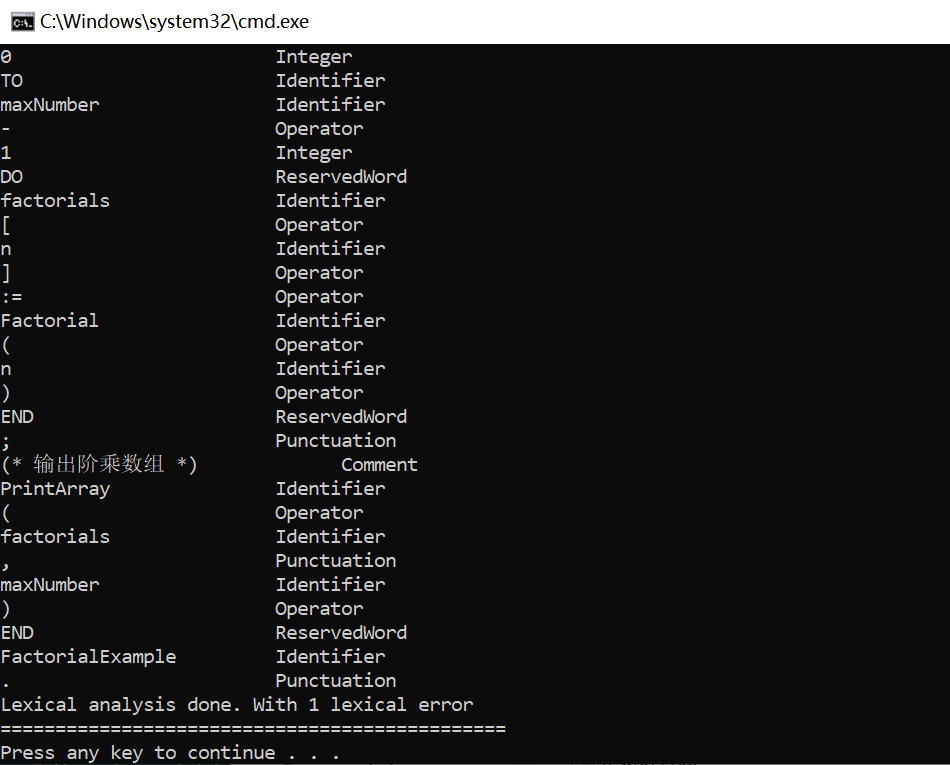 C:\Windows\system32\cmd.exe
0 Integer
TO Identifier
maxNumber Identifier
- Operator
1 Integer
DO ReservedWord
factorials Identifier
[ Operator
n Identifier
] Operator
:= Operator
Factorial Identifier
( Operator
n Identifier
) Operator
END ReservedWord
; Punctuation
(* 输出阶乘数组 *) Comment
PrintArray Identifier
( Operator
factorials Identifier
, Punctuation
maxNumber Identifier
) Operator
END ReservedWord
FactorialExample Identifier
. Punctuation
Lexical analysis done. With 1 lexical error
==============================================
Press any key to continue . . .